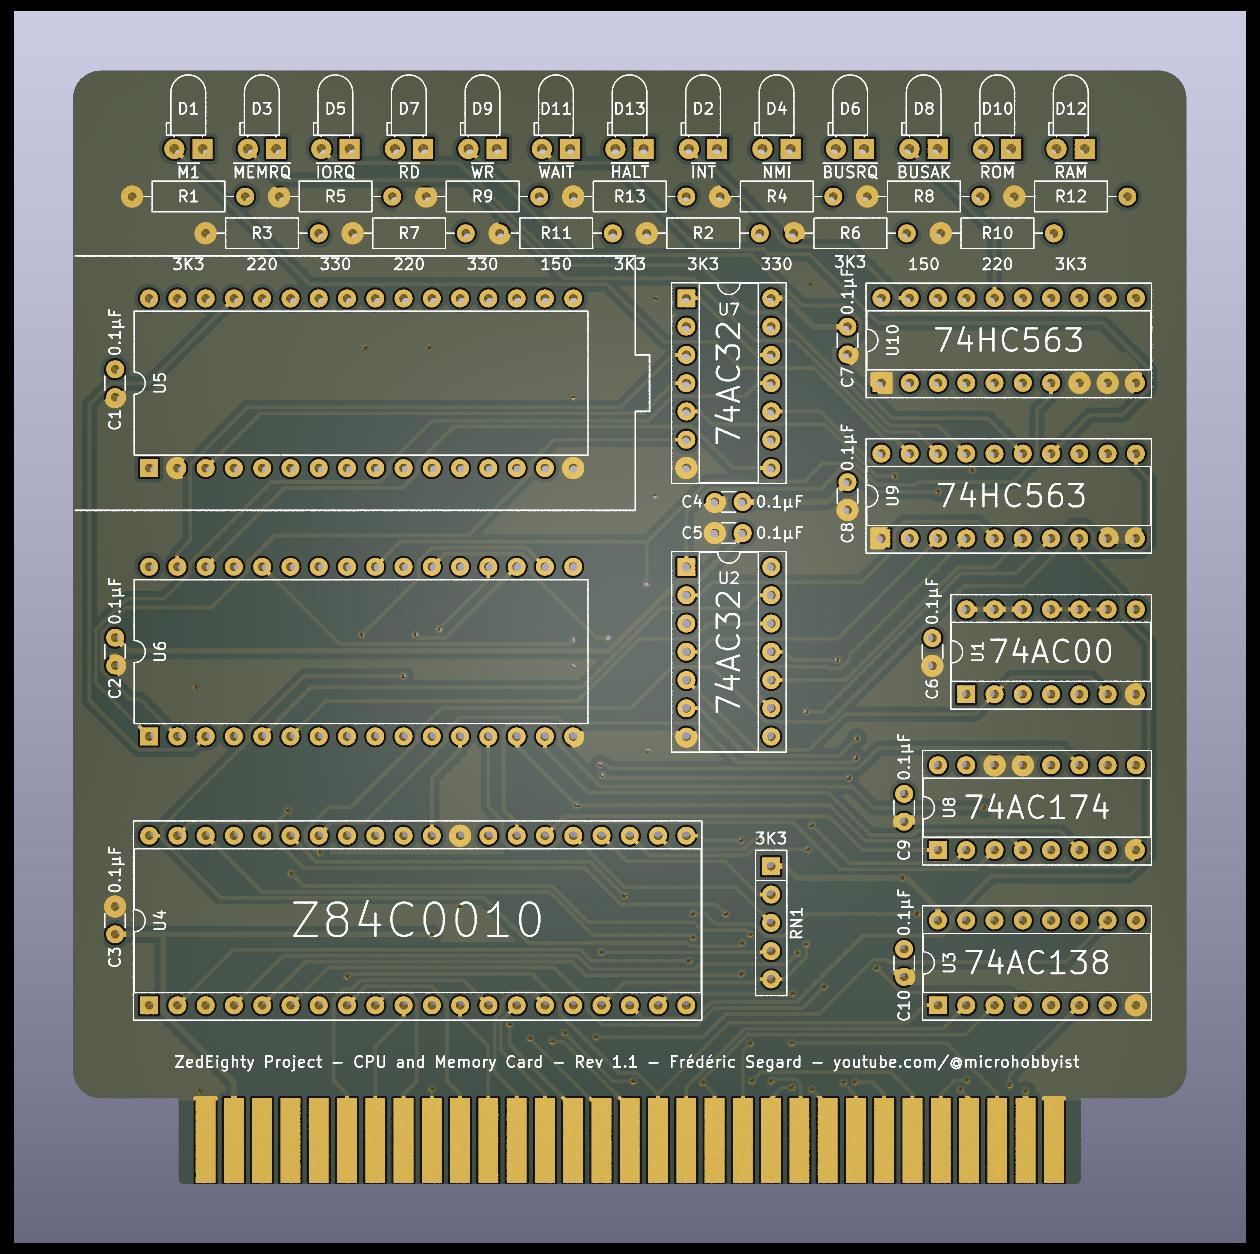 D1 D3 D5 D7 D9 D11 D13 D2 D4 D6 D8 D10 D12
M1 MEMRQ IORQ RD WR WAIT HALT INT NMI BUSRQ BUSAK ROM RAM
R1 R5 R9 R13 R4 R8 R12
R3 R7 R11 R2 R6 R10
3K3 220 330 220 330 150 3K3 3K3 330 3K3 150 220 3K3
C1 0.1µF
U5
U7
74AC32
C7 0.1µF
U10
74HC563
C4 0.1µF
C5 0.1µF
C8 0.1µF
U9
74HC563
C2 0.1µF
U6
U2
74AC32
C6 0.1µF
U1
74AC00
C9 0.1µF
U8
74AC174
C3 0.1µF
U4
Z84C0010
3K3
RN1
C10 0.1µF
U3
74AC138
ZedEighty Project – CPU and Memory Card – Rev 1.1 – Frédéric Segard – youtube.com/@microhobbyist